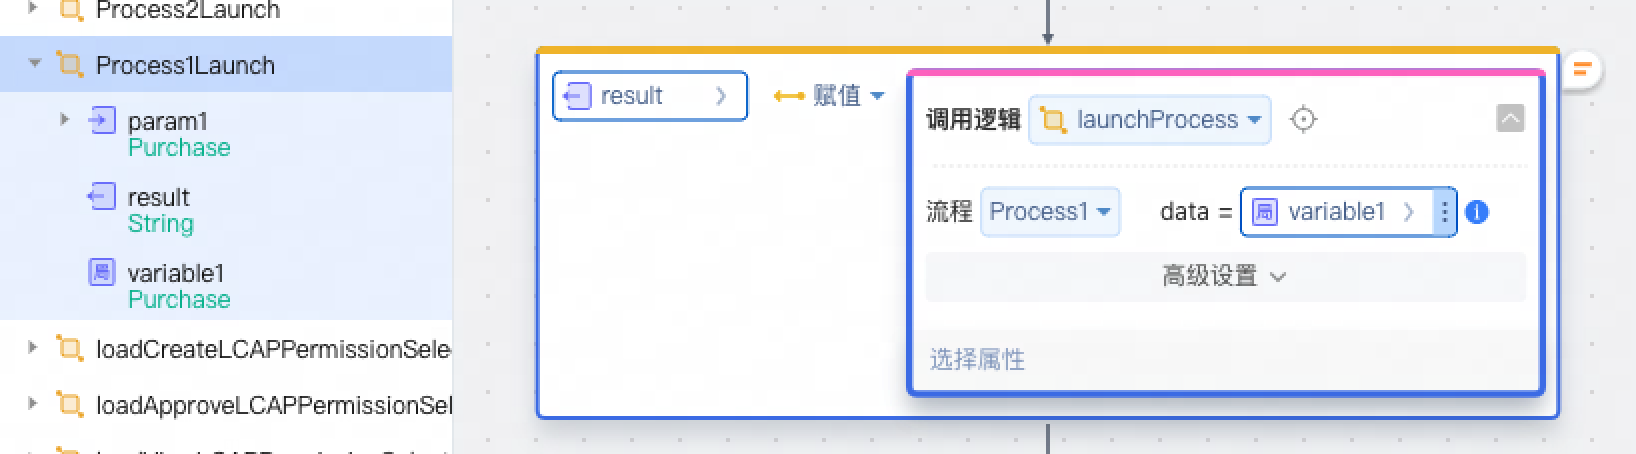 Process2Launch
Process1Launch
param1
Purchase
result
String
局 variable1
Purchase
loadCreateLCAPPermissionSele
loadApproveLCAPPermissionSel
result
赋值
调用逻辑 launchProcess
流程 Process1 data = 局 variable1
高级设置
选择属性